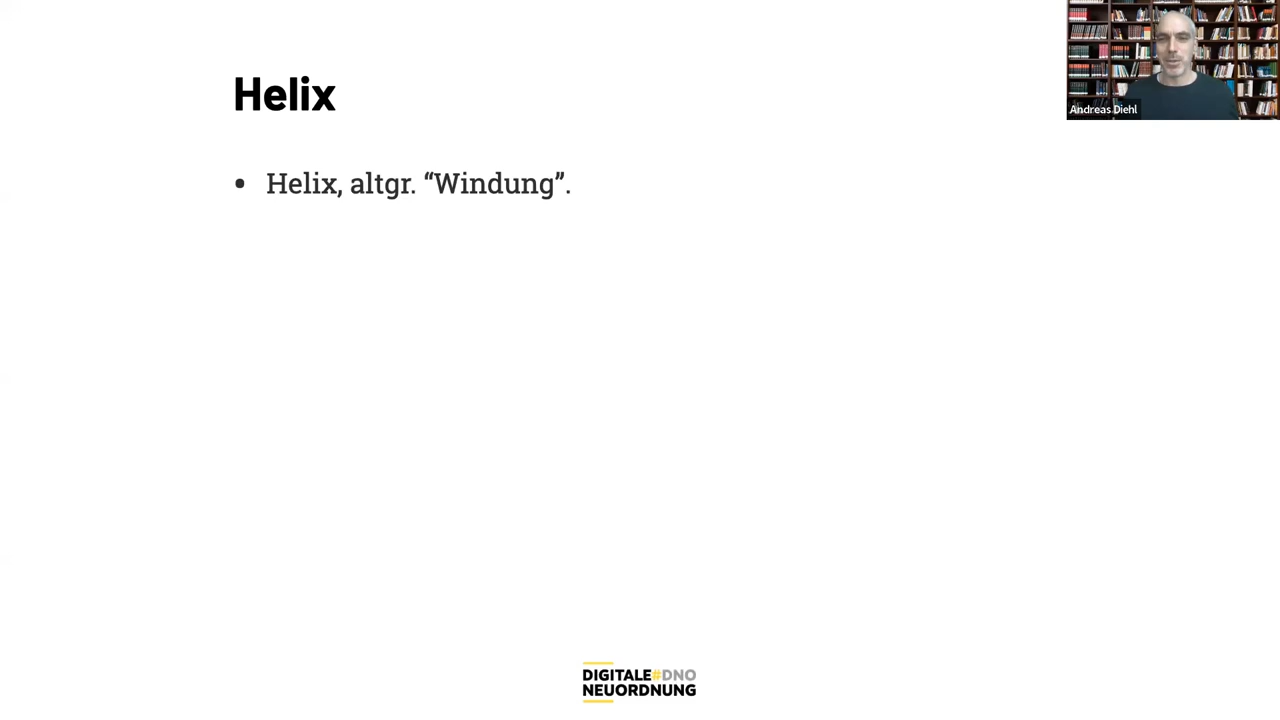 Helix
Andreas Diehl
• Helix, altgr. “Windung”.
DIGITALE#DNO
NEUORDNUNG